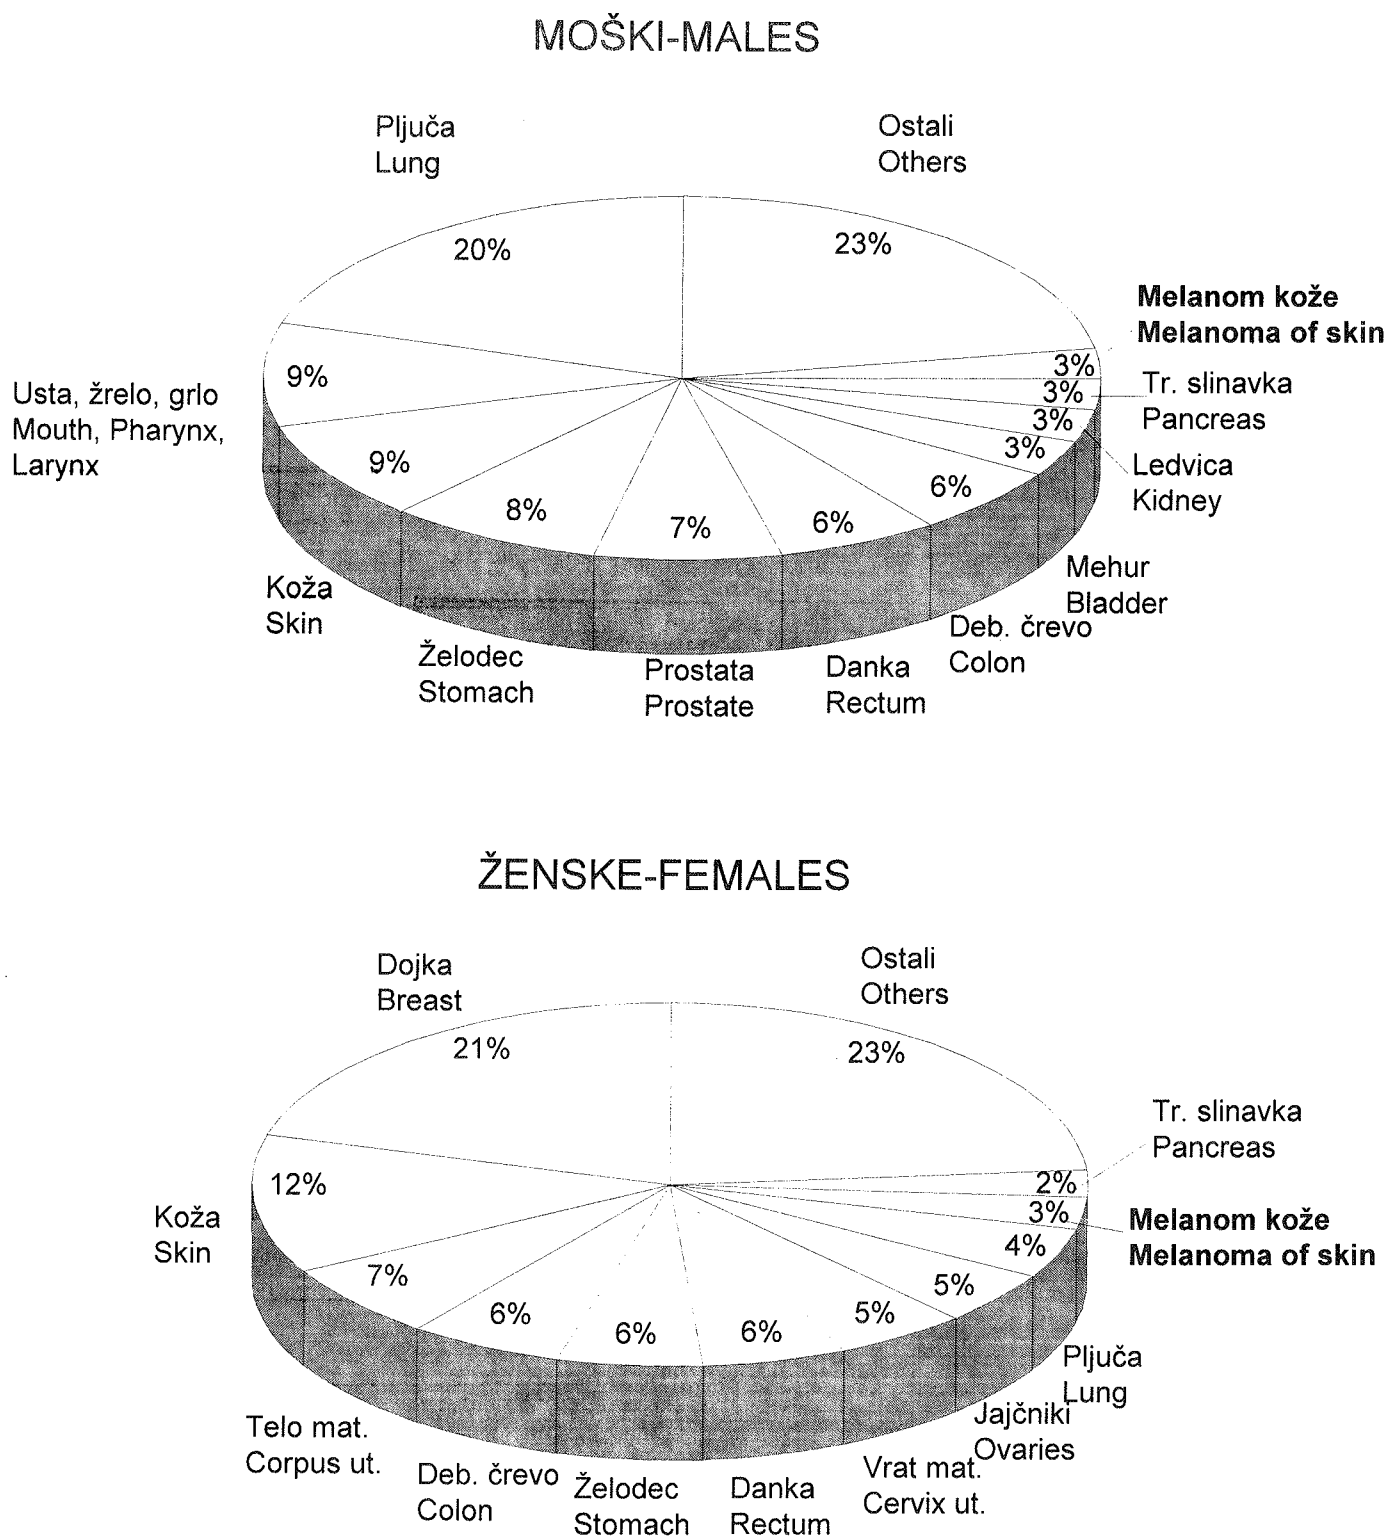 MOŠKI-MALES
Pljuča
Lung
Ostali
Others
20%
23%
Melanom kože
Melanoma of skin
3%
Tr. slinavka
Pancreas
3%
Usta, žrelo, grlo
Mouth, Pharynx,
Larynx
9%
3%
Ledvica
Kidney
3%
9%
6%
8%
7%
6%
Koža
Skin
Mehur
Bladder
Deb. črevo
Colon
Želodec
Stomach
Prostata
Prostate
Danka
Rectum
ŽENSKE-FEMALES
Dojka
Breast
Ostali
Others
21%
23%
Tr. slinavka
Pancreas
2%
12%
3%
Melanom kože
Melanoma of skin
Koža
Skin
4%
7%
5%
6%
6%
6%
5%
Pljuča
Lung
Jajčniki
Ovaries
Telo mat.
Corpus ut.
Deb. črevo
Colon
Želodec
Stomach
Danka
Rectum
Vrat mat.
Cervix ut.